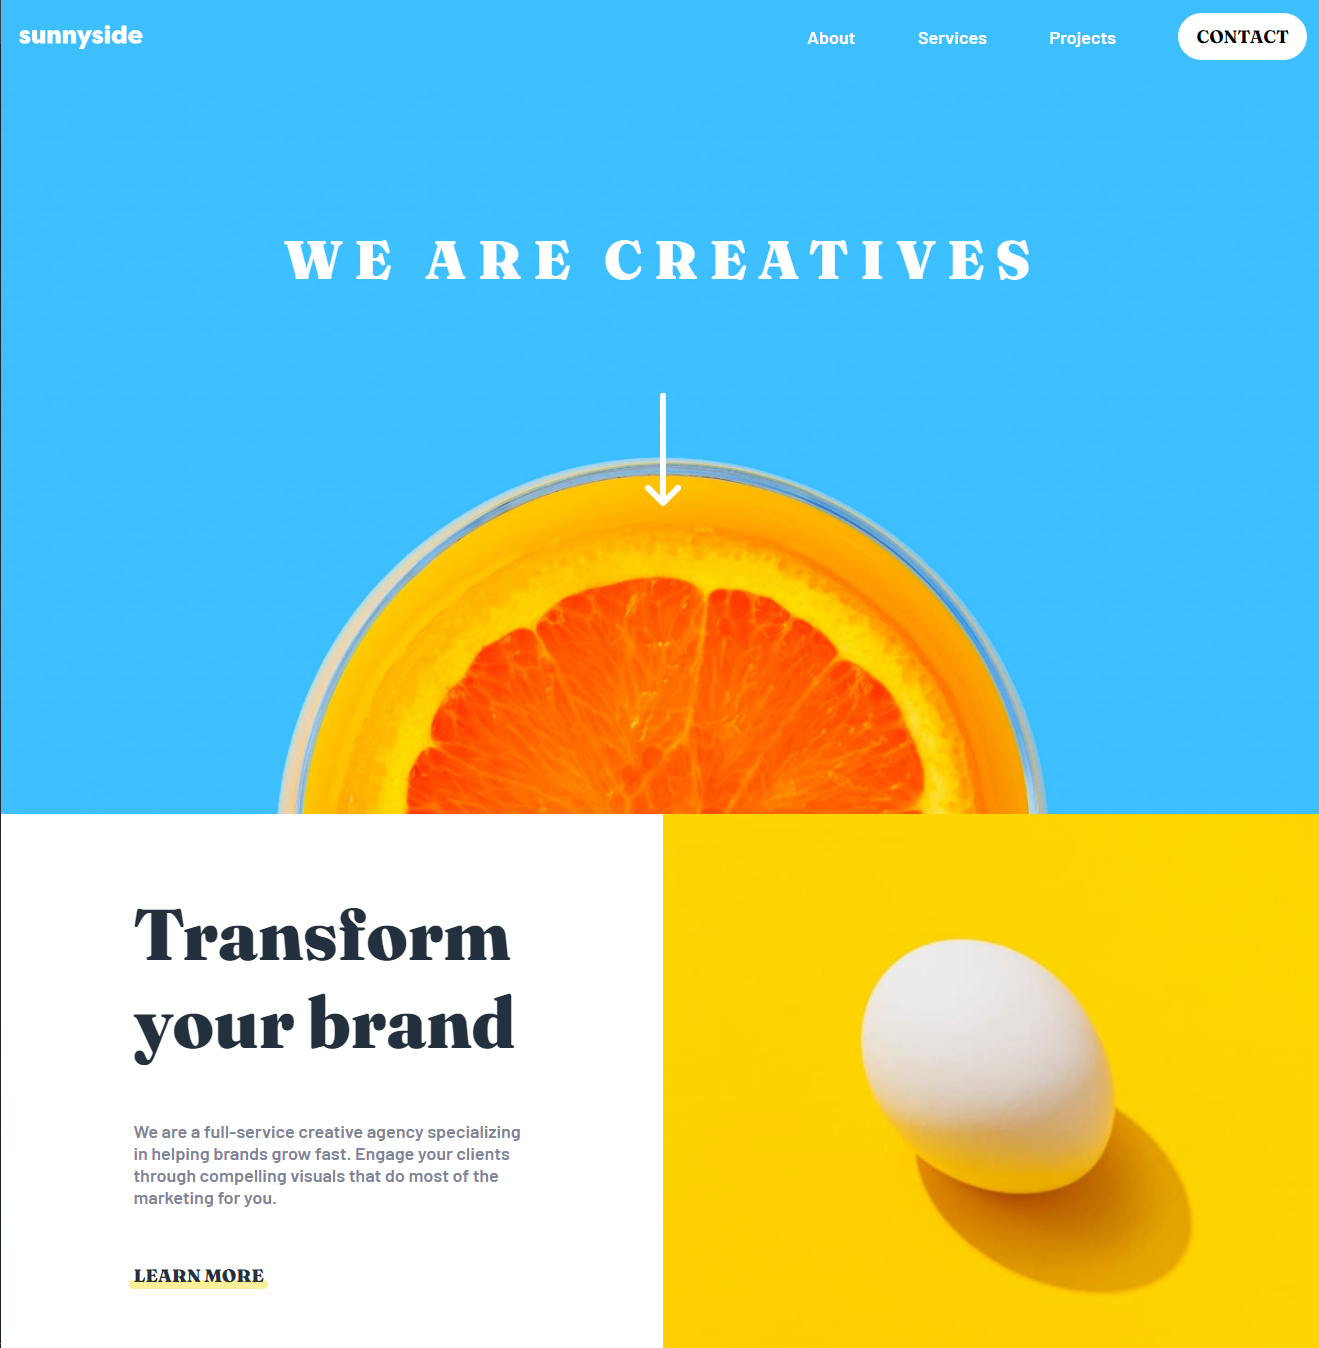 sunnyside
About Services Projects CONTACT
WE ARE CREATIVES
Transform
your brand
We are a full-service creative agency specializing
in helping brands grow fast. Engage your clients
through compelling visuals that do most of the
marketing for you.
LEARN MORE